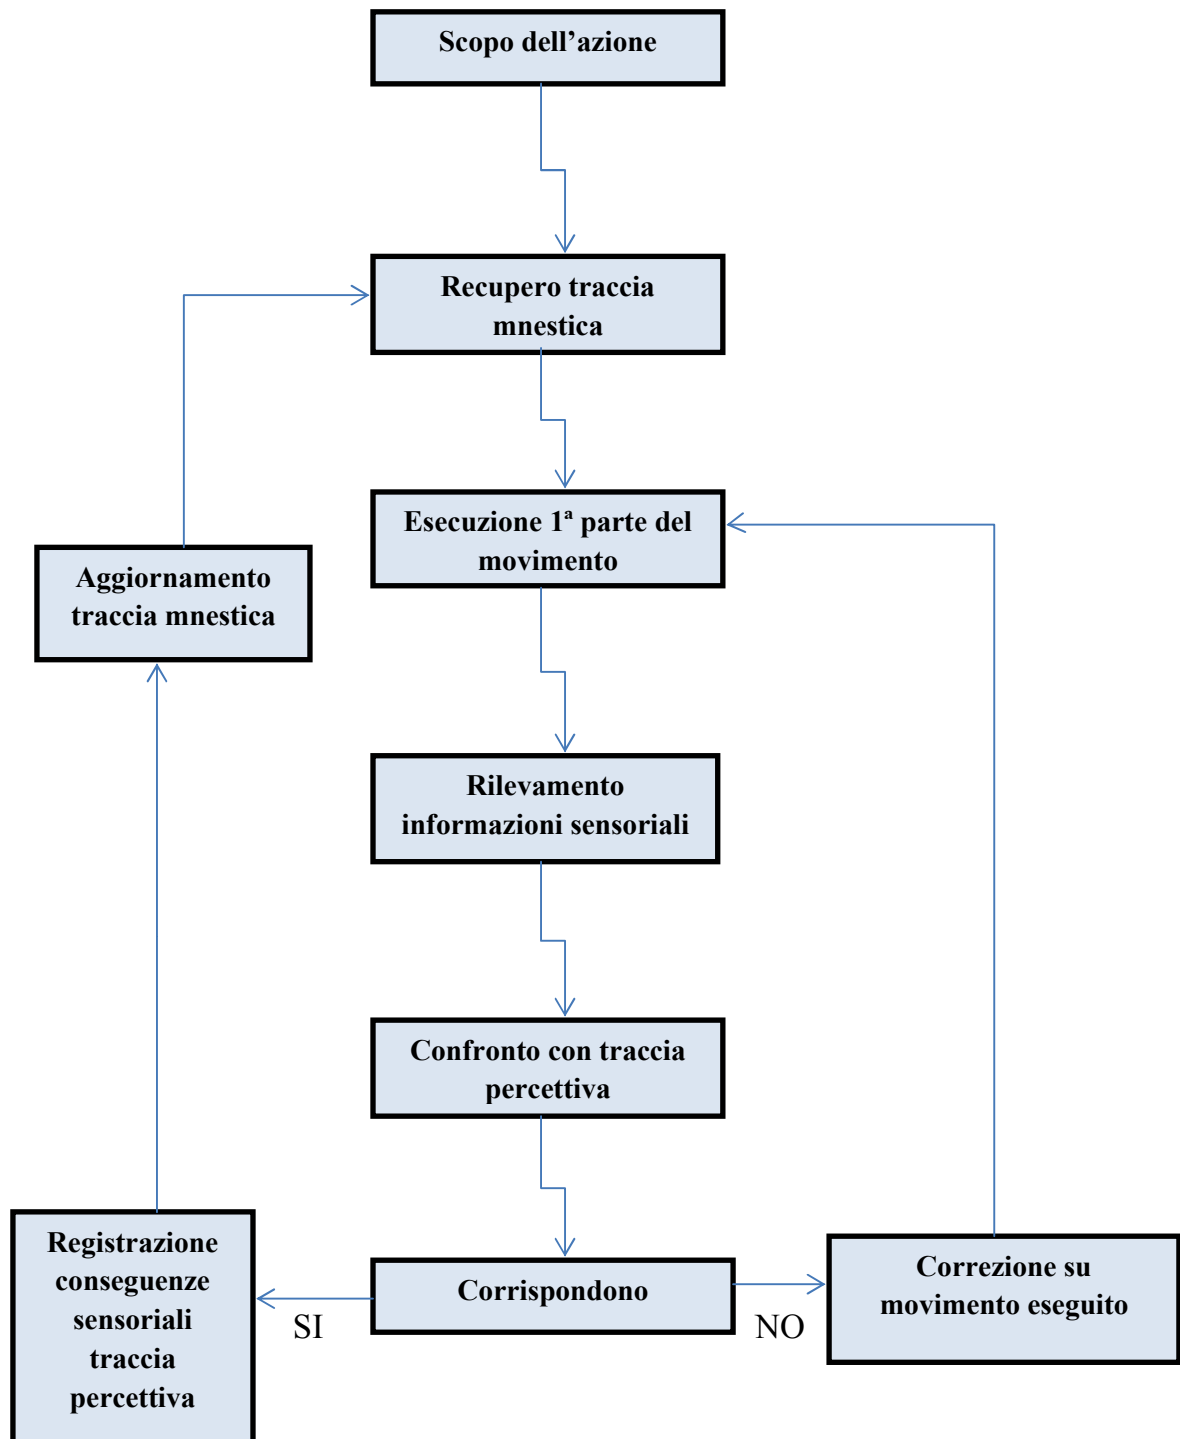 Scopo dell’azione
Recupero traccia
mnestica
Esecuzione 1ª parte del
movimento
Aggiornamento
traccia mnestica
Rilevamento
informazioni sensoriali
Confronto con traccia
percettiva
Registrazione
conseguenze
sensoriali
traccia
percettiva
SI
Corrispondono
NO
Correzione su
movimento eseguito